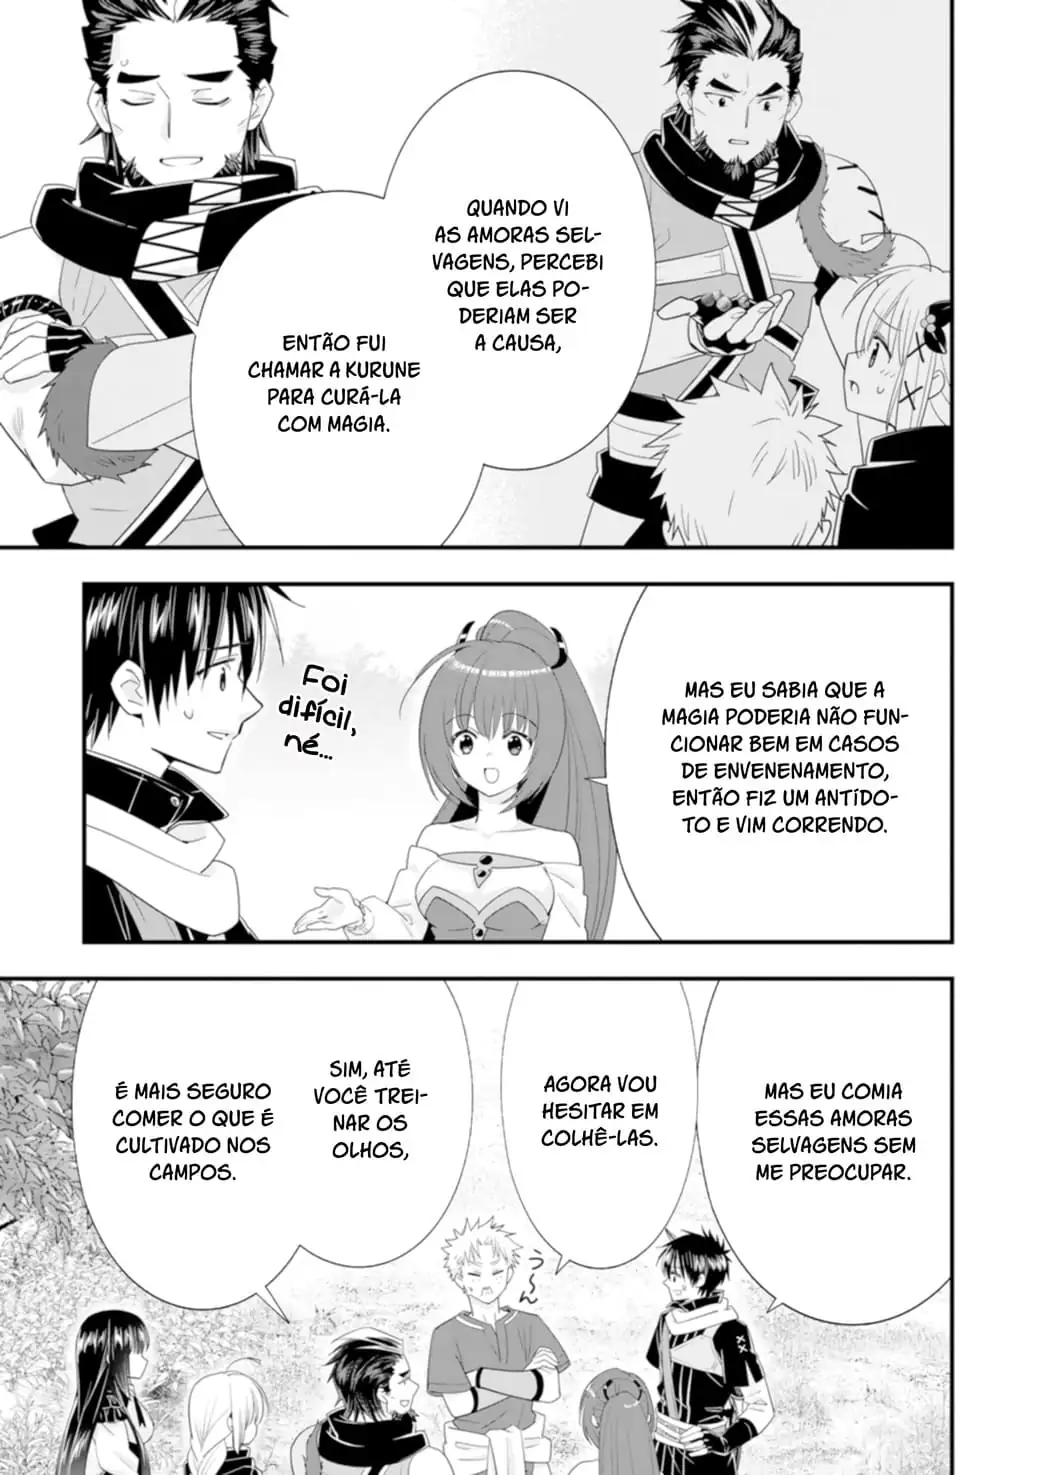 QUANDO VI
AS AMORAS SEL-
VAGENS, PERCEBI
QUE ELAS PO-
DERIAM SER
A CAUSA,
ENTÃO FUI
CHAMAR A KURUNE
PARA CURÁ-LA
COM MAGIA.
MAS EU SABIA QUE A
MAGIA PODERIA NÃO FUN-
CIONAR BEM EM CASOS
DE ENVENENAMENTO,
ENTÃO FIZ UM ANTÍDO-
TO E VIM CORRENDO.
Foi
difícil,
né...
MAS EU COMIA
ESSAS AMORAS
SELVAGENS SEM
ME PREOCUPAR.
AGORA VOU
HESITAR EM
COLHÊ-LAS.
うーん
SIM, ATÉ
VOCÊ TREI-
NAR OS
OLHOS,
É MAIS SEGURO
COMER O QUE É
CULTIVADO NOS
CAMPOS.